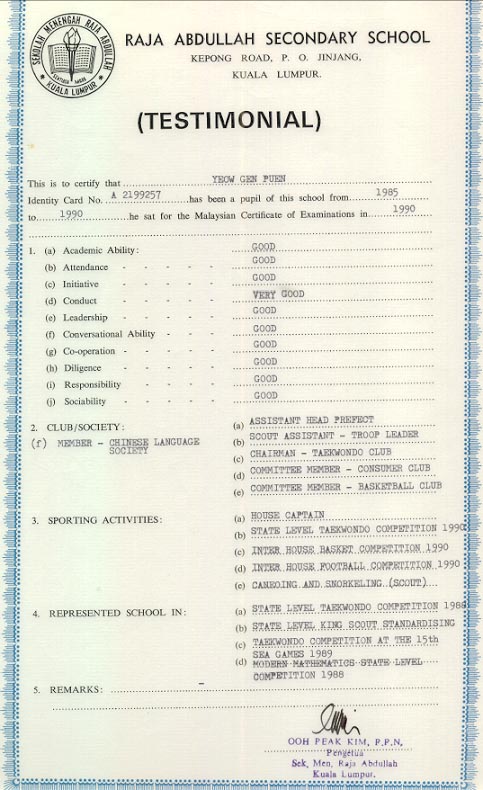 SEKOLAH MENENGAH RAJA ABDULLAH
KUALA LUMPUR
RAJA ABDULLAH SECONDARY SCHOOL
KEPONG ROAD, P. O. JINJANG,
KUALA LUMPUR.
(TESTIMONIAL)
This is to certify that YEOW GEN FUEN
Identity Card No. A 2199257 has been a pupil of this school from 1985
to 1990 he sat for the Malaysian Certificate of Examinations in 1990
1. (a) Academic Ability: GOOD
(b) Attendance - - - - - GOOD
(c) Initiative - - - - - GOOD
(d) Conduct - - - - - VERY GOOD
(e) Leadership - - - - - GOOD
(f) Conversational Ability - - - GOOD
(g) Co-operation - - - - - GOOD
(h) Diligence - - - - - GOOD
(i) Responsibility - - - - GOOD
(j) Sociability - - - - - GOOD
2. CLUB/SOCIETY:
(a) ASSISTANT HEAD PREFECT
(b) SCOUT ASSISTANT - TROOP LEADER
(c) CHAIRMAN - TAEKWONDO CLUB
(d) COMMITTEE MEMBER - CONSUMER CLUB
(e) COMMITTEE MEMBER - BASKETBALL CLUB
(f) MEMBER - CHINESE LANGUAGE
SOCIETY
3. SPORTING ACTIVITIES:
(a) HOUSE CAPTAIN
(b) STATE LEVEL TAEKWONDO COMPETITION 1990
(c) INTER HOUSE BASKET COMPETITION 1990
(d) INTER HOUSE FOOTBALL COMPETITION 1990
(e) CANEOING AND SNORKELING (SCOUT)
4. REPRESENTED SCHOOL IN:
(a) STATE LEVEL TAEKWONDO COMPETITION 1988
(b) STATE LEVEL KING SCOUT STANDARDISING
(c) TAEKWONDO COMPETITION AT THE 15th
SEA GAMES 1989
(d) MODERN MATHEMATICS STATE LEVEL
COMPETITION 1988
5. REMARKS: -
OOH PEAK KIM, P.P.N,
Pengetua
Sek, Men, Raja Abdullah
Kuala Lumpur.